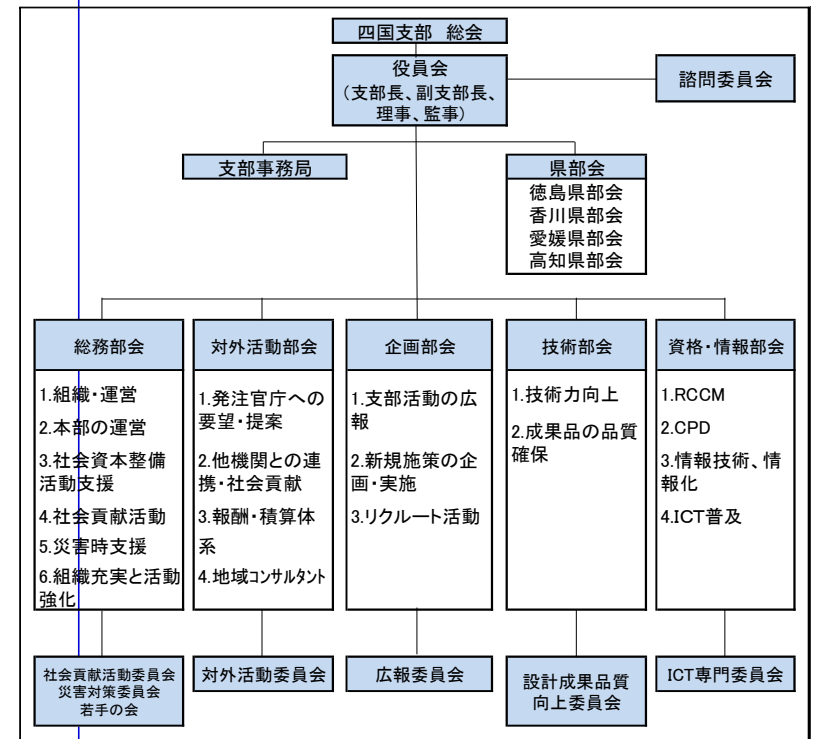 四国支部 総会
役員会
(支部長、副支部長、
理事、監事)
諮問委員会
支部事務局
県部会
徳島県部会
香川県部会
愛媛県部会
高知県部会
総務部会
1.組織・運営
2.本部の運営
3.社会資本整備
活動支援
4.社会貢献活動
5.災害時支援
6.組織充実と活動
強化
対外活動部会
1.発注官庁への
要望・提案
2.他機関との連
携・社会貢献
3.報酬・積算体
系
4.地域コンサルタント
企画部会
1.支部活動の広
報
2.新規施策の企
画・実施
3.リクルート活動
技術部会
1.技術力向上
2.成果品の品質
確保
資格・情報部会
1.RCCM
2.CPD
3.情報技術、情
報化
4.ICT普及
社会貢献活動委員会
災害対策委員会
若手の会
対外活動委員会
広報委員会
設計成果品質
向上委員会
ICT専門委員会